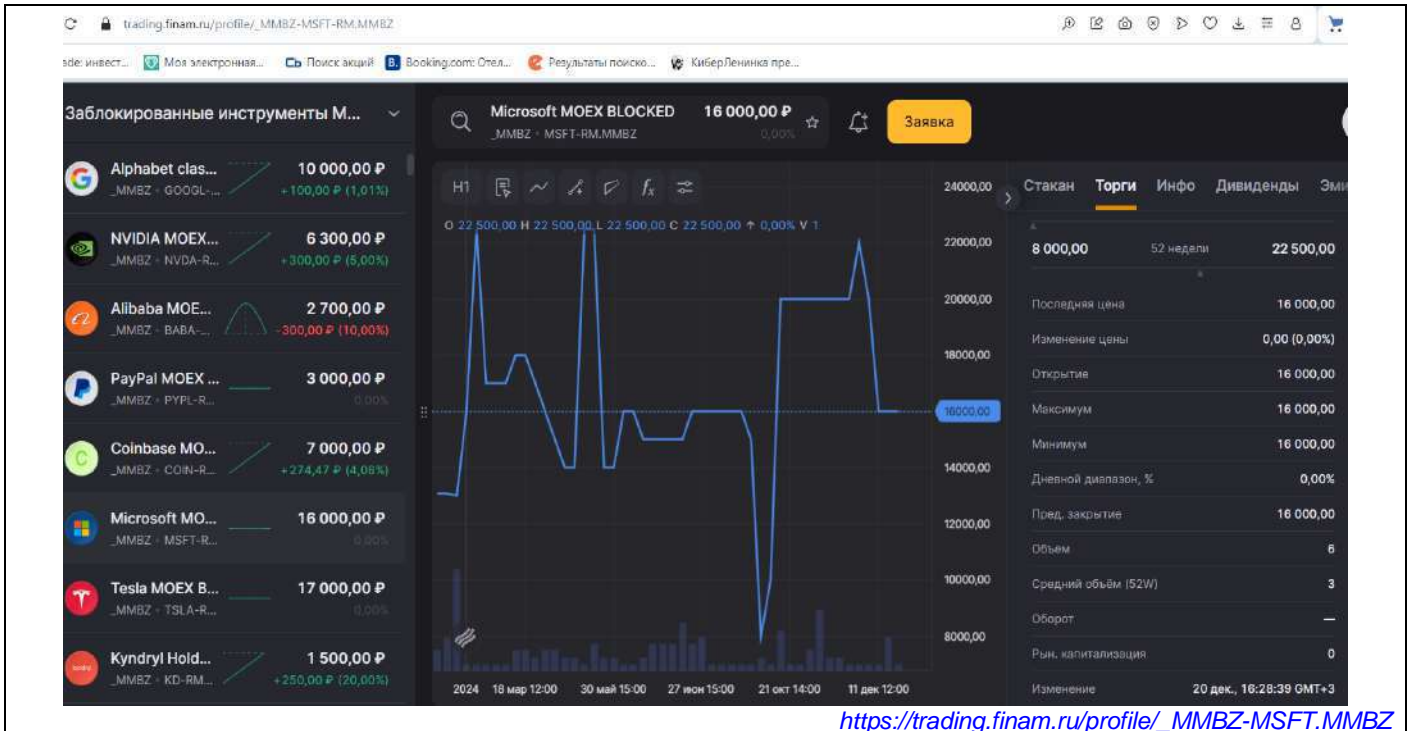 trading.finam.ru/profile/_MMBZ-MSFT-RM.MMBZ
ade: инвест... Моя электронная... Поиск акций Booking.com: Отел... Результаты поиско... КиберЛенинка пре...
Заблокированные инструменты М...
Alphabet clas... 10 000,00 ₽
_MMBZ • GOOGL-... +100,00 ₽ (1,01%)
NVIDIA MOEX... 6 300,00 ₽
_MMBZ • NVDA-R... +300,00 ₽ (5,00%)
Alibaba MOE... 2 700,00 ₽
_MMBZ • BABA-... -300,00 ₽ (10,00%)
PayPal MOEX ... 3 000,00 ₽
_MMBZ • PYPL-R... 0,00%
Coinbase MO... 7 000,00 ₽
_MMBZ • COIN-R... +274,47 ₽ (4,06%)
Microsoft MO... 16 000,00 ₽
_MMBZ • MSFT-R... 0,00%
Tesla MOEX B... 17 000,00 ₽
_MMBZ • TSLA-R... 0,00%
Kyndryl Hold... 1 500,00 ₽
_MMBZ • KD-RM... +250,00 ₽ (20,00%)
Microsoft MOEX BLOCKED 16 000,00 ₽
_MMBZ • MSFT-RM.MMBZ 0,00%
Заявка
H1
O 22 500,00 H 22 500,00 L 22 500,00 C 22 500,00 ↑ 0,00% V 1
24000,00
22000,00
20000,00
18000,00
16000,00
14000,00
12000,00
10000,00
8000,00
2024 18 мар 12:00 30 май 15:00 27 июн 15:00 21 окт 14:00 11 дек 12:00
Стакан Торги Инфо Дивиденды Эми
8 000,00 52 недели 22 500,00
Последняя цена 16 000,00
Изменение цены 0,00 (0,00%)
Открытие 16 000,00
Максимум 16 000,00
Минимум 16 000,00
Дневной диапазон, % 0,00%
Пред. закрытие 16 000,00
Объем 6
Средний объём (52W) 3
Оборот —
Рын. капитализация 0
Изменение 20 дек., 16:28:39 GMT+3
https://trading.finam.ru/profile/_MMBZ-MSFT.MMBZ